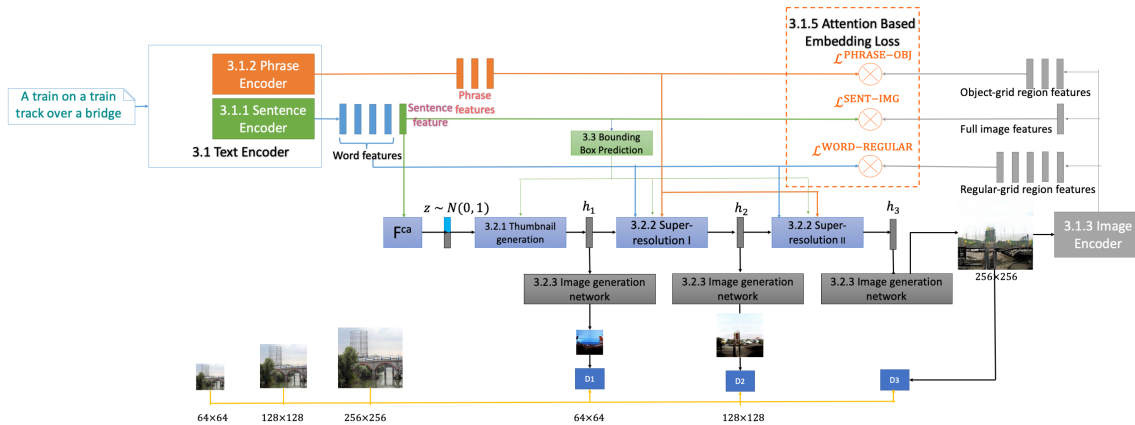 3.1.5 Attention Based
Embedding Loss
ℒ^PHRASE−OBJ
3.1.2 Phrase
Encoder
A train on a train
track over a bridge
Phrase
features
Object-grid region features
3.1.1 Sentence
Encoder
Sentence
feature
ℒ^SENT−IMG
Full image features
3.1 Text Encoder
Word features
3.3 Bounding
Box Prediction
ℒ^WORD−REGULAR
Regular-grid region features
z ~ N(0,1)
h₁
h₂
h₃
F^ca
3.2.1 Thumbnail
generation
3.2.2 Super-
resolution I
3.2.2 Super-
resolution II
3.1.3 Image
Encoder
256×256
3.2.3 Image generation
network
3.2.3 Image generation
network
3.2.3 Image generation
network
D1
D2
D3
64×64
128×128
256×256
64×64
128×128